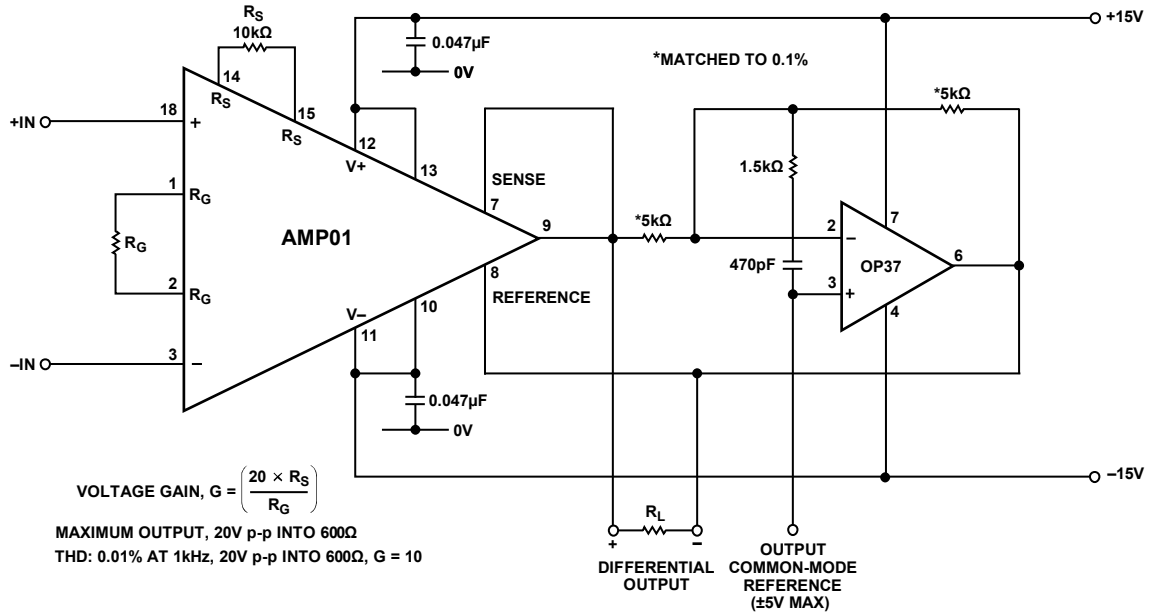 R_S
10kΩ
14
R_S
15
R_S
0.047µF
0V
+15V
*MATCHED TO 0.1%
+IN
18
+
12
V+
13
*5kΩ
1.5kΩ
1
R_G
R_G
AMP01
SENSE
7
9
*5kΩ
2
−
7
OP37
6
470pF
3
+
4
2
R_G
8
REFERENCE
V−
10
11
−IN
3
−
0.047µF
0V
−15V
VOLTAGE GAIN, G = (20 × R_S / R_G)
MAXIMUM OUTPUT, 20V p-p INTO 600Ω
THD: 0.01% AT 1kHz, 20V p-p INTO 600Ω, G = 10
R_L
+
−
DIFFERENTIAL
OUTPUT
OUTPUT
COMMON-MODE
REFERENCE
(±5V MAX)